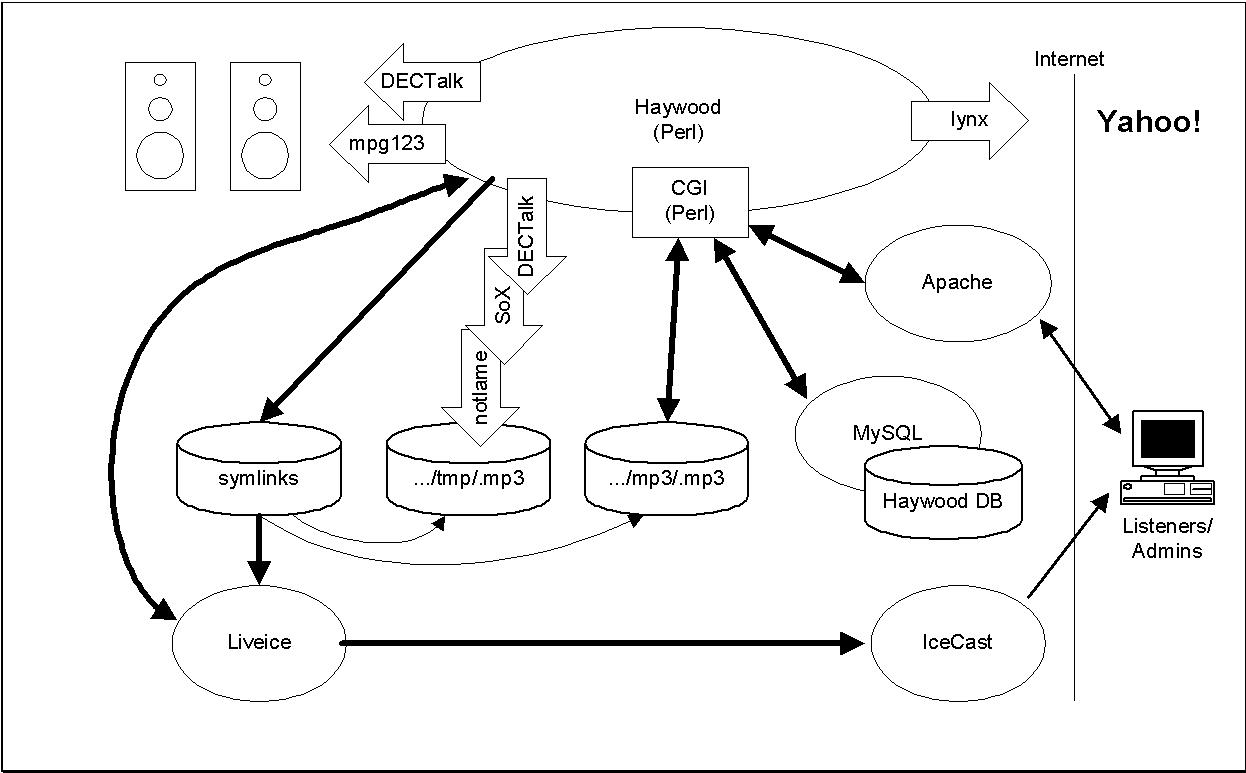 Internet
DECTalk
Haywood
(Perl)
lynx
Yahoo!
mpg123
CGI
(Perl)
DECTalk
SoX
notlame
Apache
MySQL
symlinks
.../tmp/.mp3
.../mp3/.mp3
Haywood DB
Listeners/
Admins
Liveice
IceCast